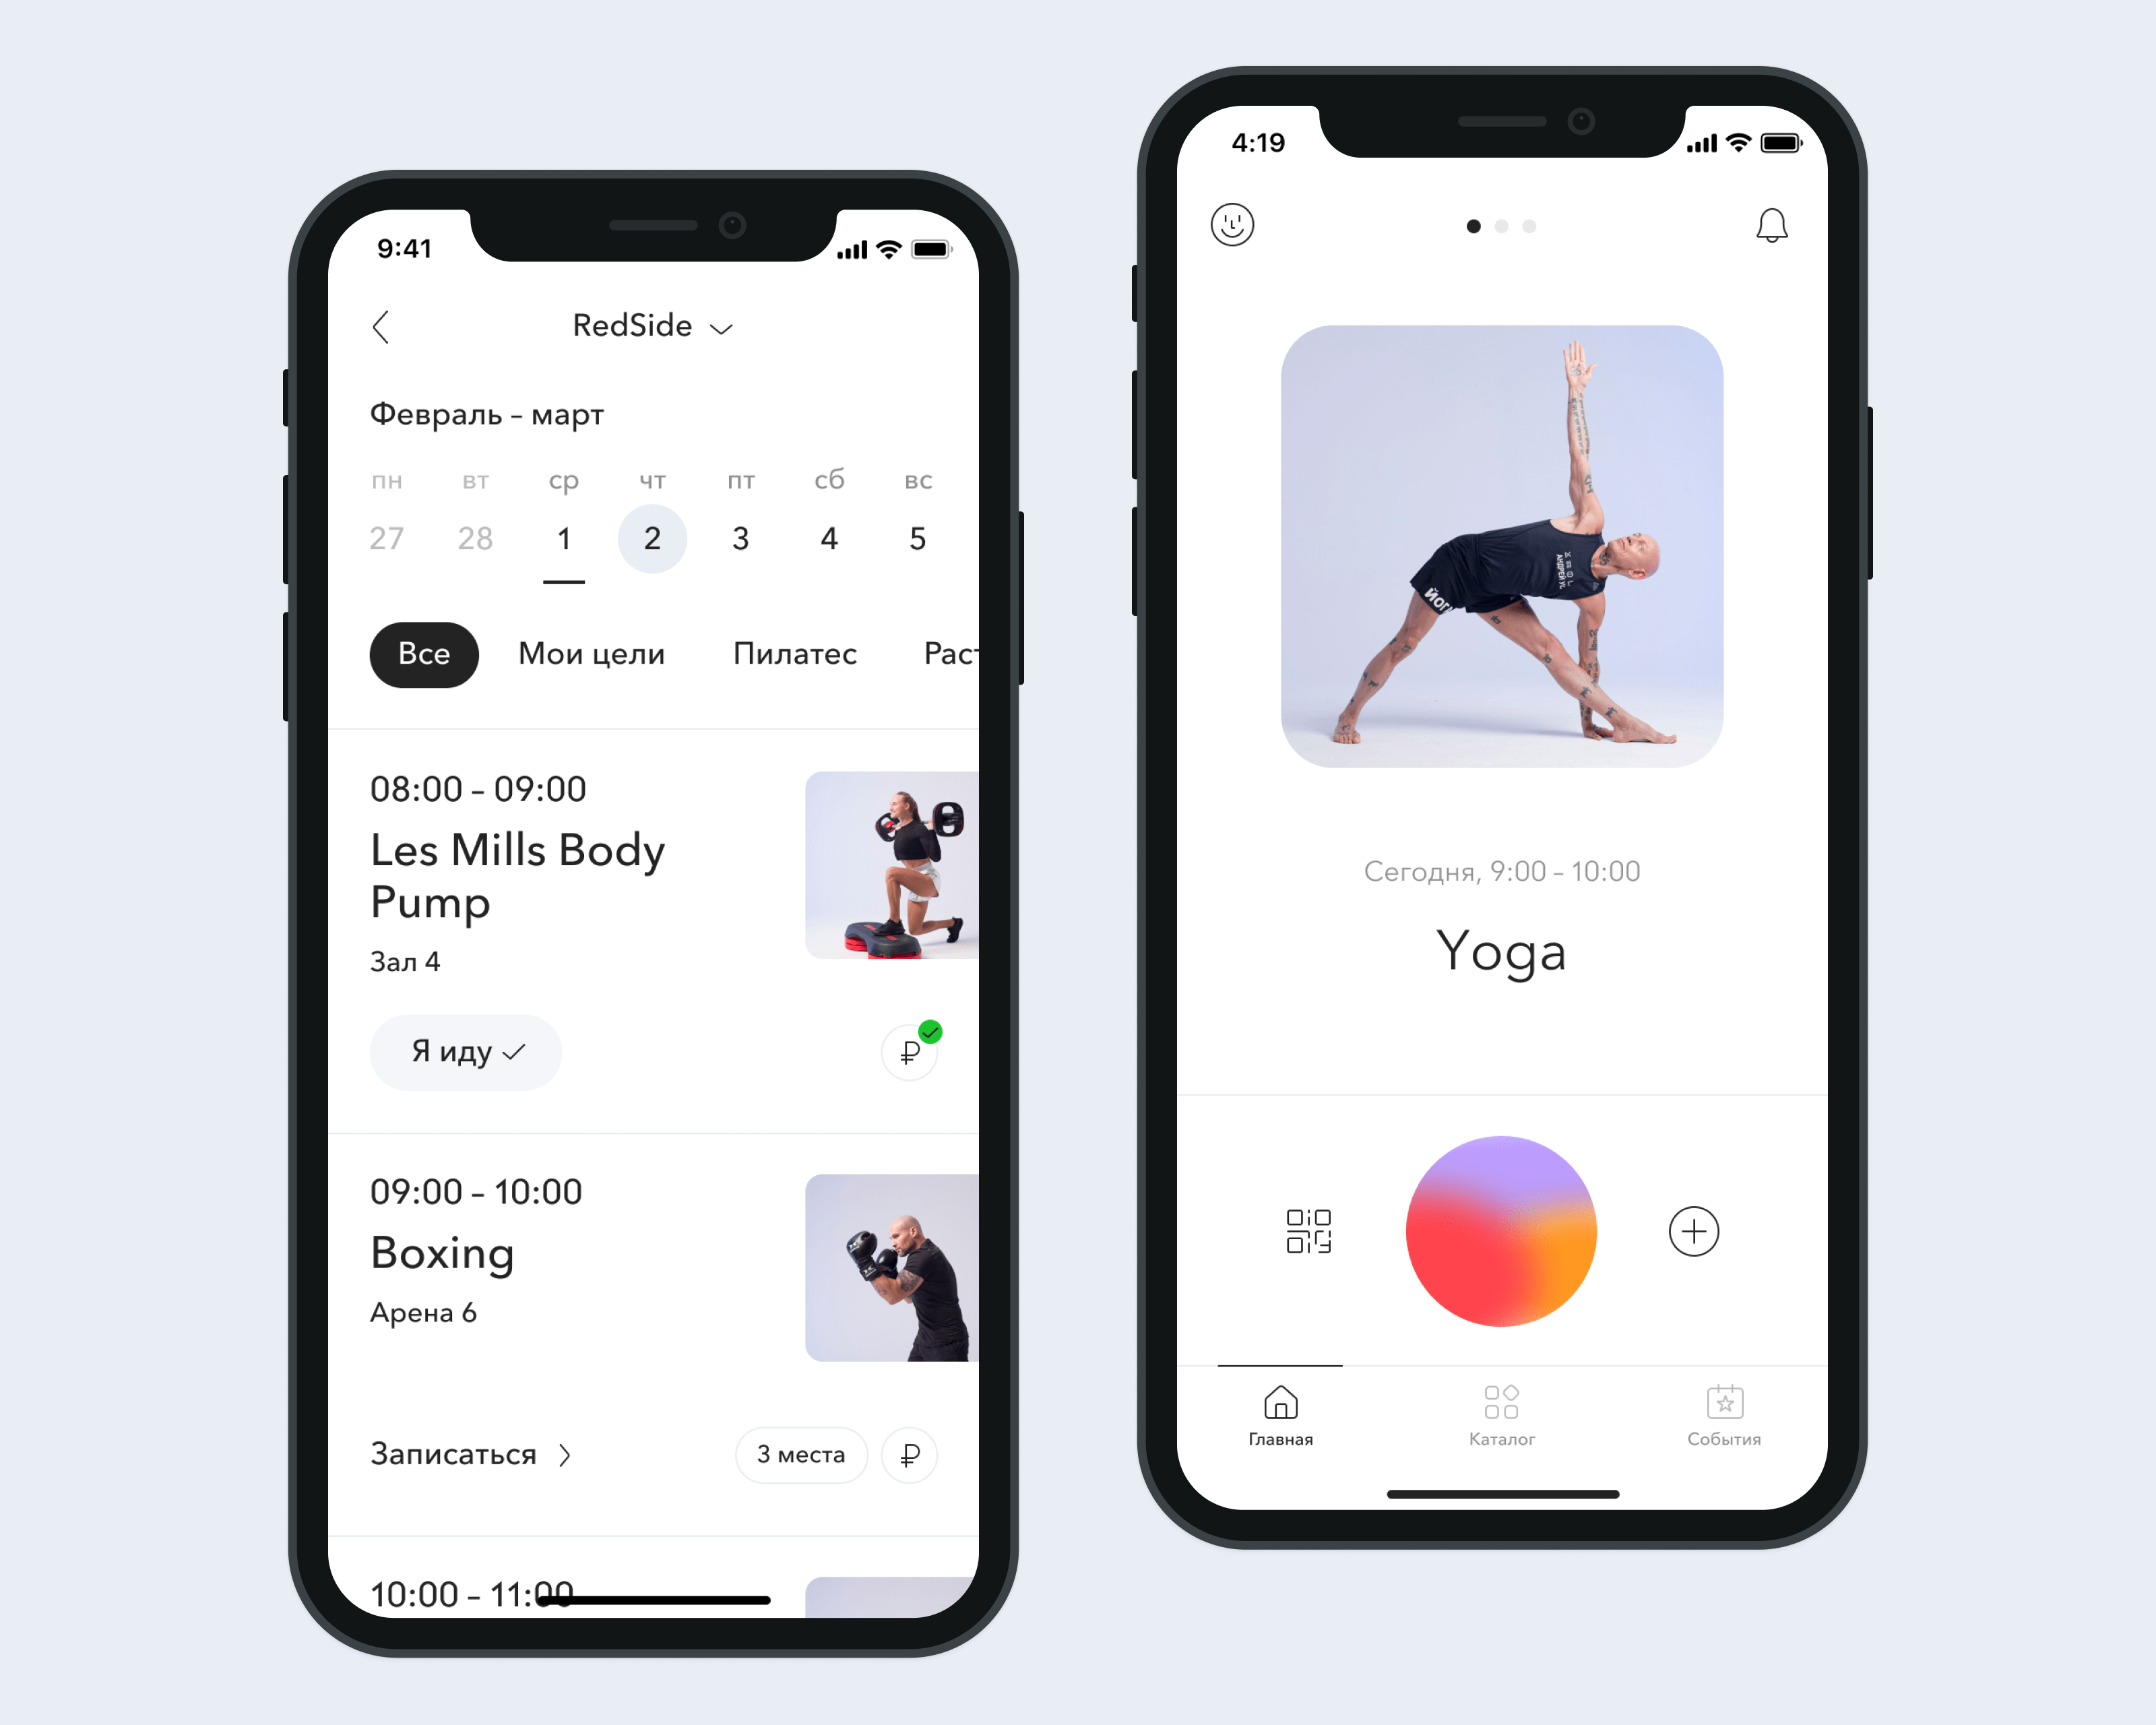 9:41
RedSide
Февраль – март
пн вт ср чт пт сб вс
27 28 1 2 3 4 5
Все Мои цели Пилатес Раст
08:00 – 09:00
Les Mills Body
Pump
Зал 4
Я иду
₽
09:00 – 10:00
Boxing
Арена 6
Записаться
3 места
₽
10:00 – 11:00
4:19
АНДРЕЙ
ЙОГ
Сегодня, 9:00 – 10:00
Yoga
Главная Каталог События